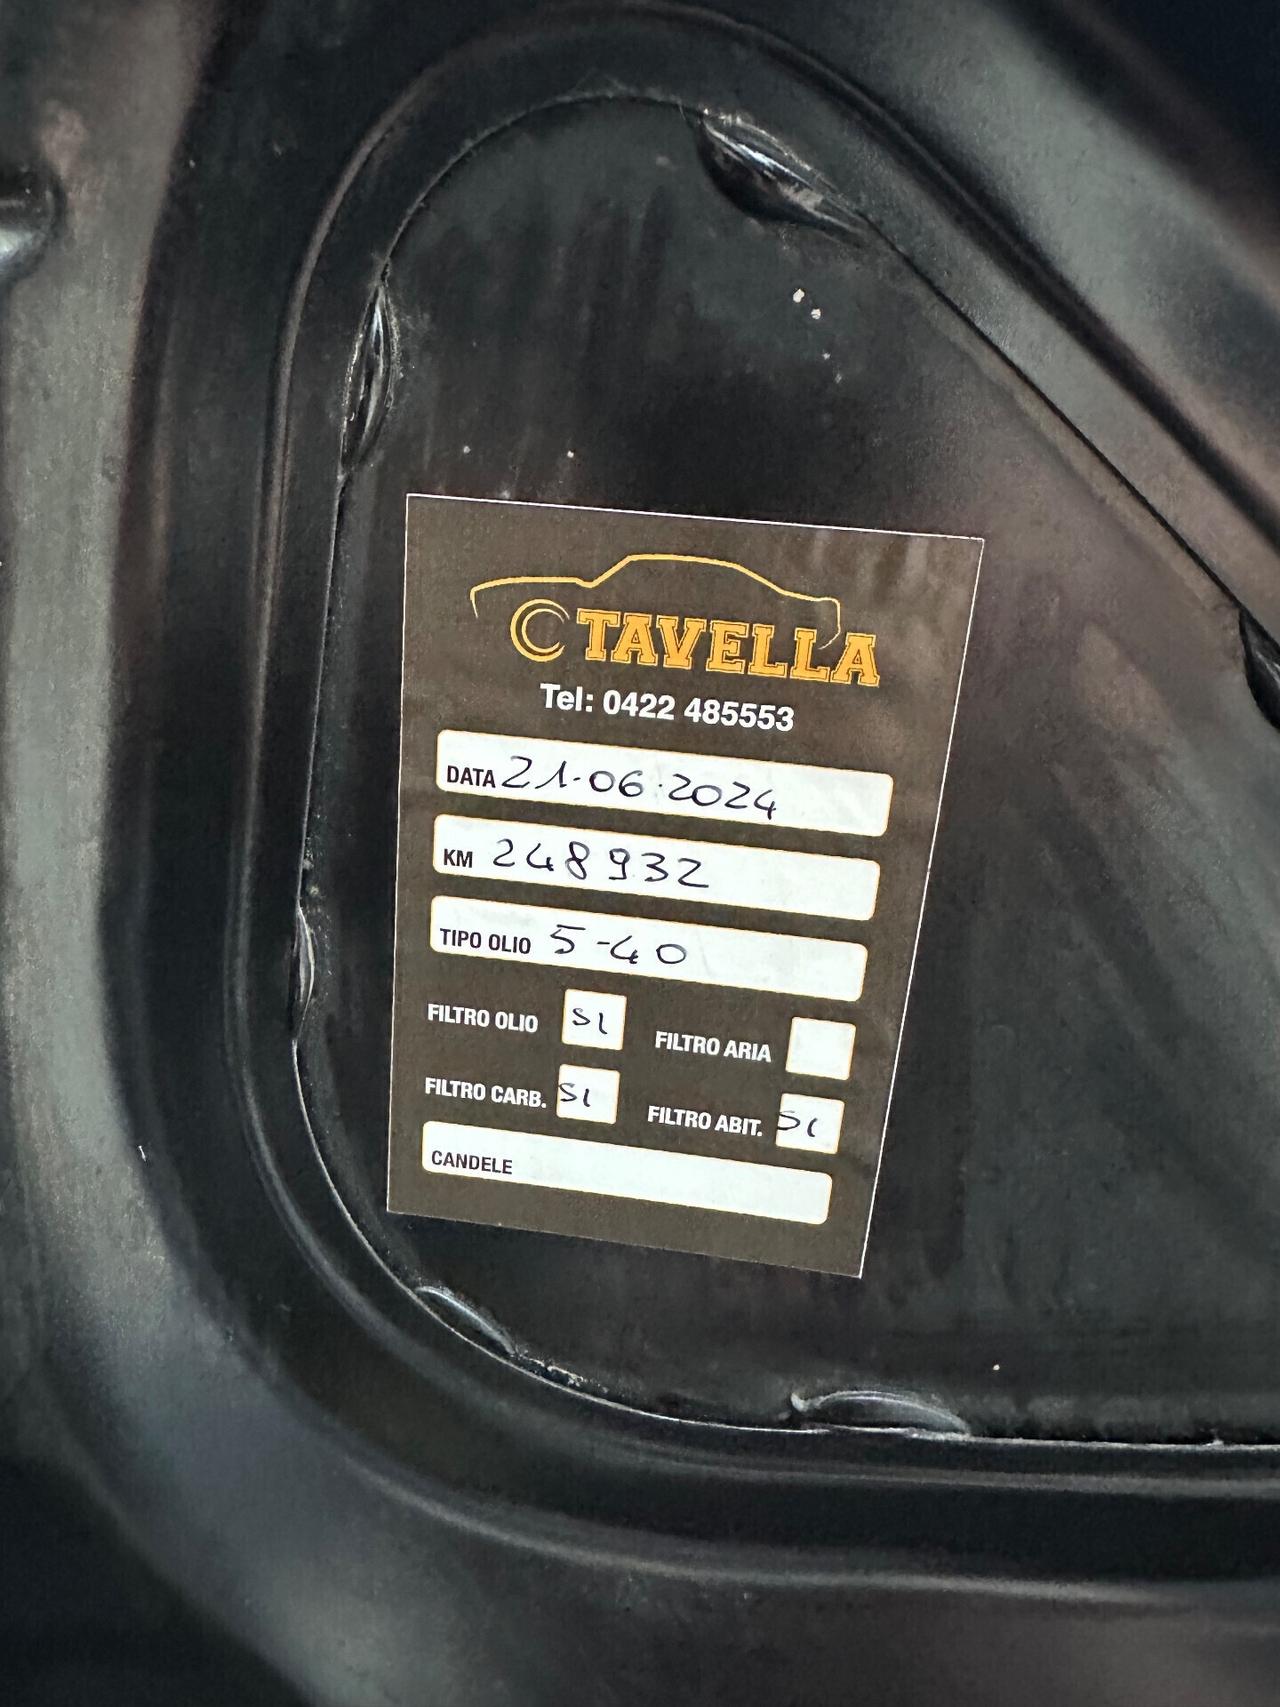 TAVELLA
Tel: 0422 485553
DATA 21-06-2024
KM 248932
TIPO OLIO 5-40
FILTRO OLIO SI FILTRO ARIA
FILTRO CARB. SI FILTRO ABIT. SI
CANDELE